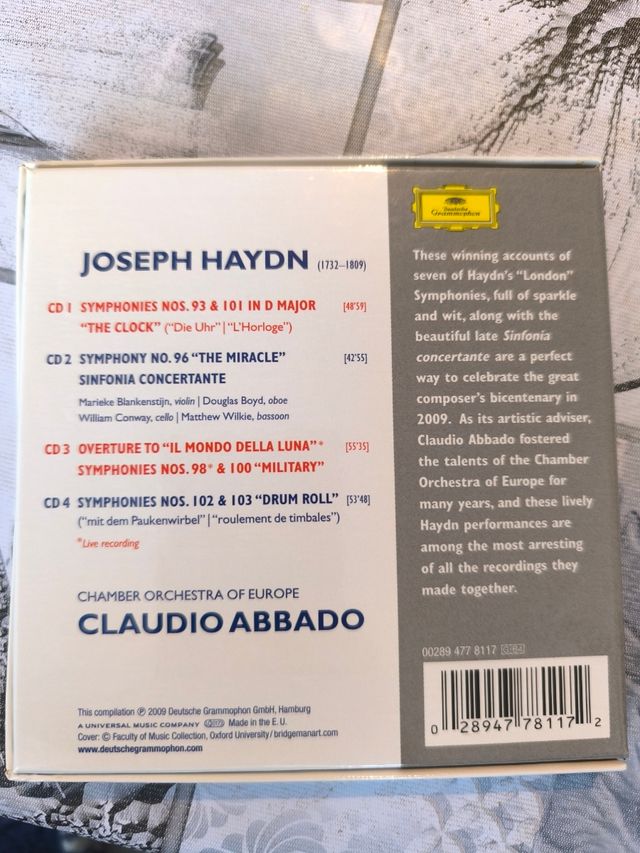 JOSEPH HAYDN (1732–1809)
CD 1 SYMPHONIES NOS. 93 & 101 IN D MAJOR [48'59]
"THE CLOCK" ("Die Uhr" | "L'Horloge")
CD 2 SYMPHONY NO. 96 "THE MIRACLE" [42'55]
SINFONIA CONCERTANTE
Marieke Blankenstijn, violin | Douglas Boyd, oboe
William Conway, cello | Matthew Wilkie, bassoon
CD 3 OVERTURE TO "IL MONDO DELLA LUNA"* [55'35]
SYMPHONIES NOS. 98* & 100 "MILITARY"
CD 4 SYMPHONIES NOS. 102 & 103 "DRUM ROLL" [53'48]
("mit dem Paukenwirbel" | "roulement de timbales")
*Live recording
CHAMBER ORCHESTRA OF EUROPE
CLAUDIO ABBADO
This compilation ℗ 2009 Deutsche Grammophon GmbH, Hamburg
A UNIVERSAL MUSIC COMPANY Made in the E. U.
Cover: © Faculty of Music Collection, Oxford University / bridgemanart.com
www.deutschegrammophon.com
Deutsche
Grammophon
These winning accounts of
seven of Haydn's "London"
Symphonies, full of sparkle
and wit, along with the
beautiful late Sinfonia
concertante are a perfect
way to celebrate the great
composer's bicentenary in
2009. As its artistic adviser,
Claudio Abbado fostered
the talents of the Chamber
Orchestra of Europe for
many years, and these lively
Haydn performances are
among the most arresting
of all the recordings they
made together.
00289 477 8117
0 28947 78117 2